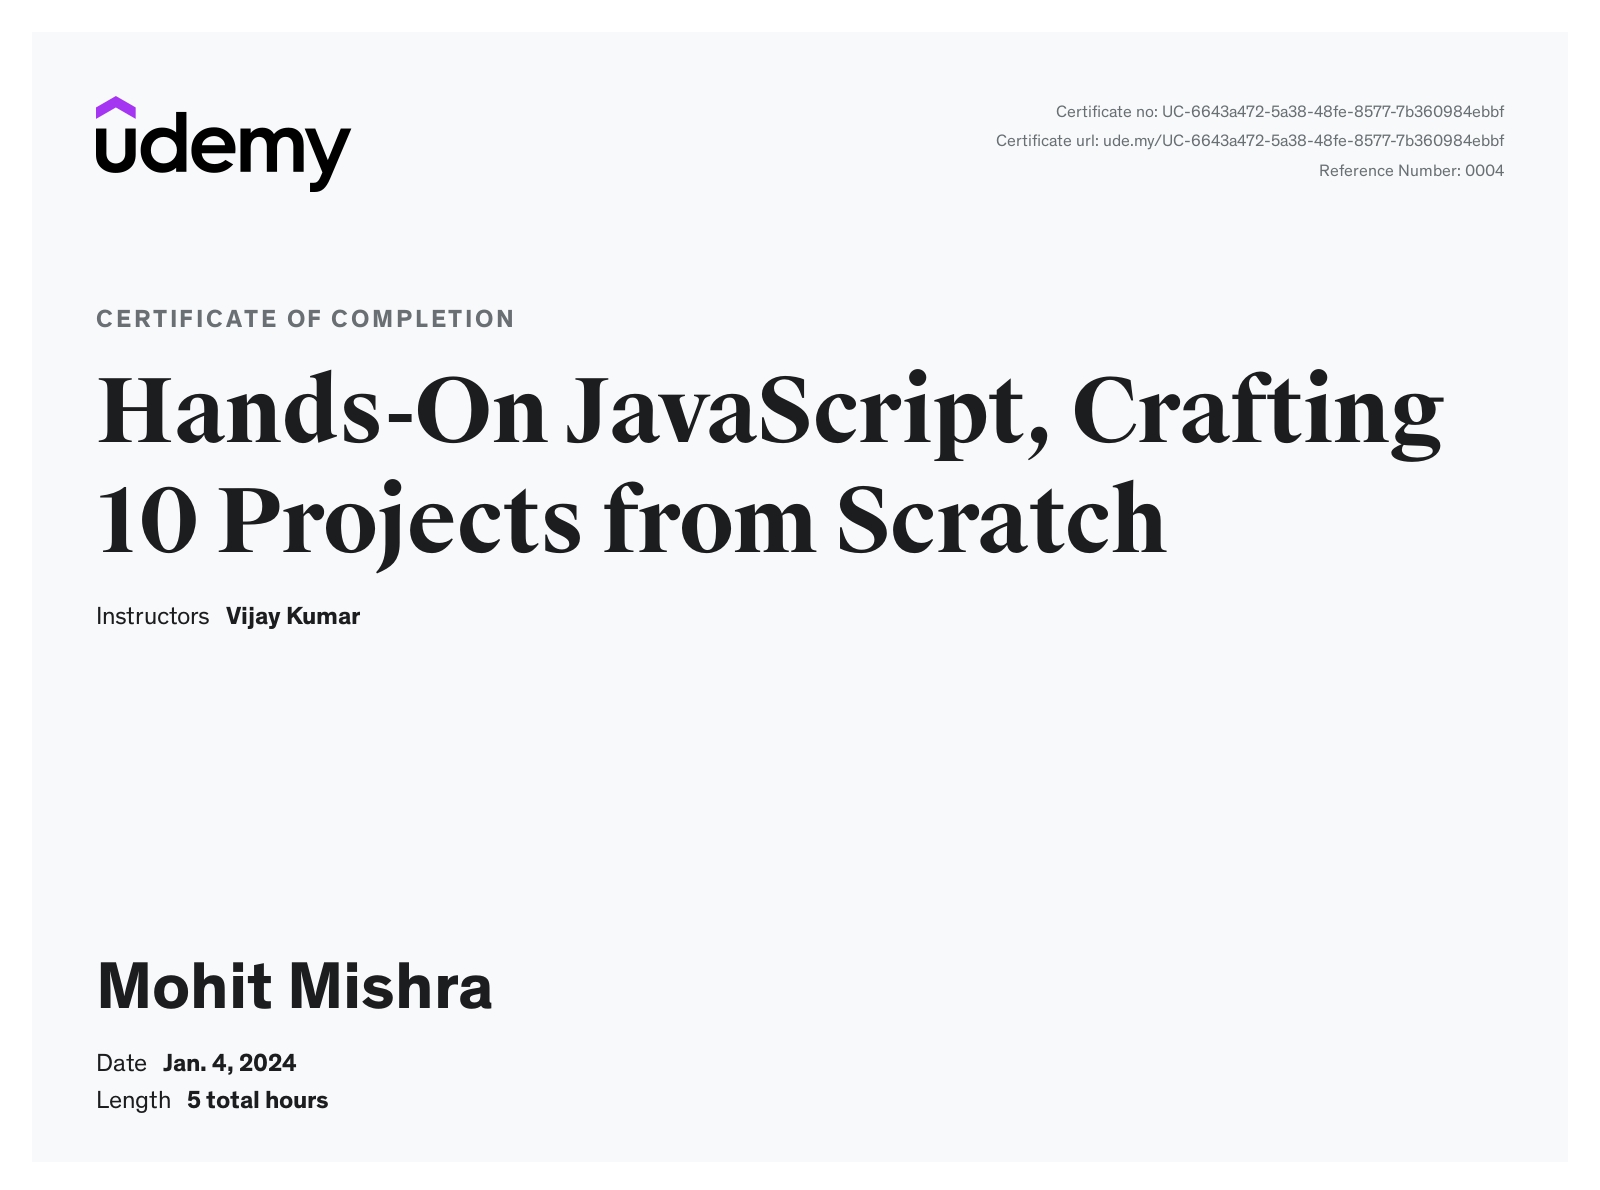 udemy
Certificate no: UC-6643a472-5a38-48fe-8577-7b360984ebbf
Certificate url: ude.my/UC-6643a472-5a38-48fe-8577-7b360984ebbf
Reference Number: 0004
CERTIFICATE OF COMPLETION
Hands-On JavaScript, Crafting
10 Projects from Scratch
Instructors Vijay Kumar
Mohit Mishra
Date Jan. 4, 2024
Length 5 total hours